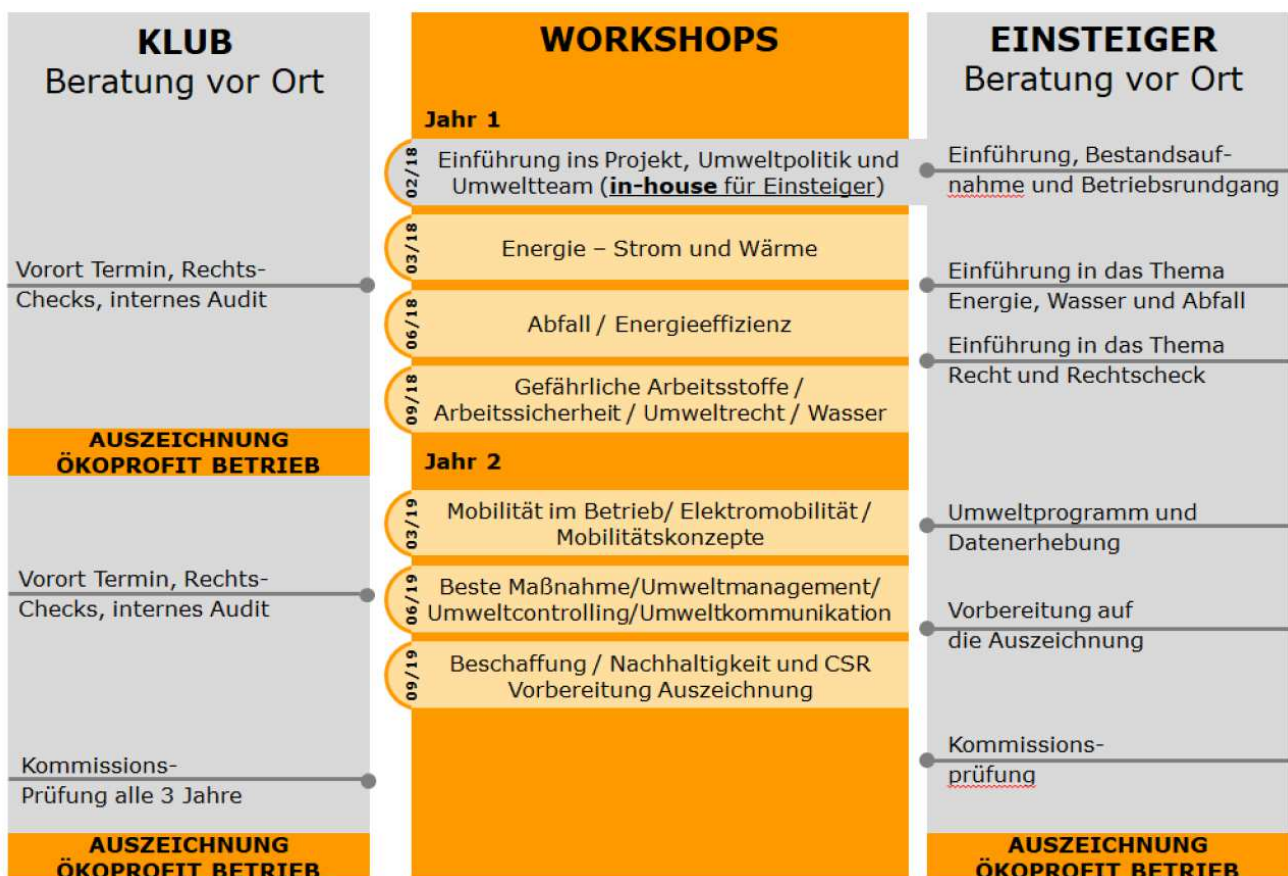 KLUB
Beratung vor Ort
Vorort Termin, Rechts-
Checks, internes Audit
AUSZEICHNUNG
ÖKOPROFIT BETRIEB
Vorort Termin, Rechts-
Checks, internes Audit
Kommissions-
Prüfung alle 3 Jahre
AUSZEICHNUNG
ÖKOPROFIT BETRIEB
WORKSHOPS
Jahr 1
02/18
Einführung ins Projekt, Umweltpolitik und
Umweltteam (in-house für Einsteiger)
03/18
Energie – Strom und Wärme
06/18
Abfall / Energieeffizienz
09/18
Gefährliche Arbeitsstoffe /
Arbeitssicherheit / Umweltrecht / Wasser
Jahr 2
03/19
Mobilität im Betrieb/ Elektromobilität /
Mobilitätskonzepte
06/19
Beste Maßnahme/Umweltmanagement/
Umweltcontrolling/Umweltkommunikation
09/19
Beschaffung / Nachhaltigkeit und CSR
Vorbereitung Auszeichnung
EINSTEIGER
Beratung vor Ort
Einführung, Bestandsauf-
nahme und Betriebsrundgang
Einführung in das Thema
Energie, Wasser und Abfall
Einführung in das Thema
Recht und Rechtscheck
Umweltprogramm und
Datenerhebung
Vorbereitung auf
die Auszeichnung
Kommissions-
prüfung
AUSZEICHNUNG
ÖKOPROFIT BETRIEB